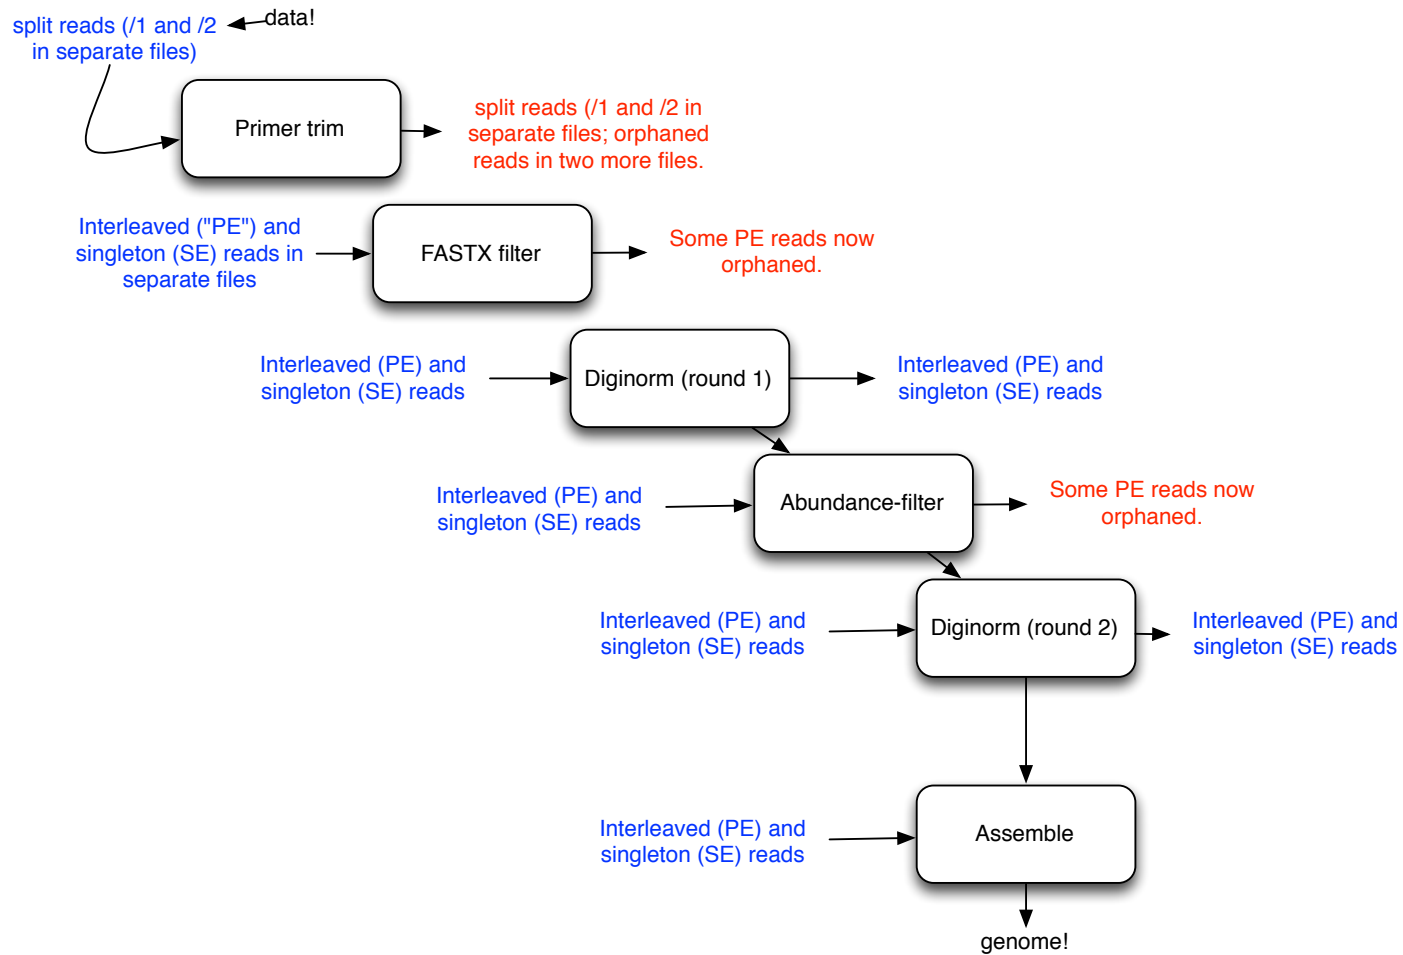 split reads (/1 and /2
in separate files)
data!
Primer trim
split reads (/1 and /2 in
separate files; orphaned
reads in two more files.
Interleaved ("PE") and
singleton (SE) reads in
separate files
FASTX filter
Some PE reads now
orphaned.
Interleaved (PE) and
singleton (SE) reads
Diginorm (round 1)
Interleaved (PE) and
singleton (SE) reads
Interleaved (PE) and
singleton (SE) reads
Abundance-filter
Some PE reads now
orphaned.
Interleaved (PE) and
singleton (SE) reads
Diginorm (round 2)
Interleaved (PE) and
singleton (SE) reads
Interleaved (PE) and
singleton (SE) reads
Assemble
genome!